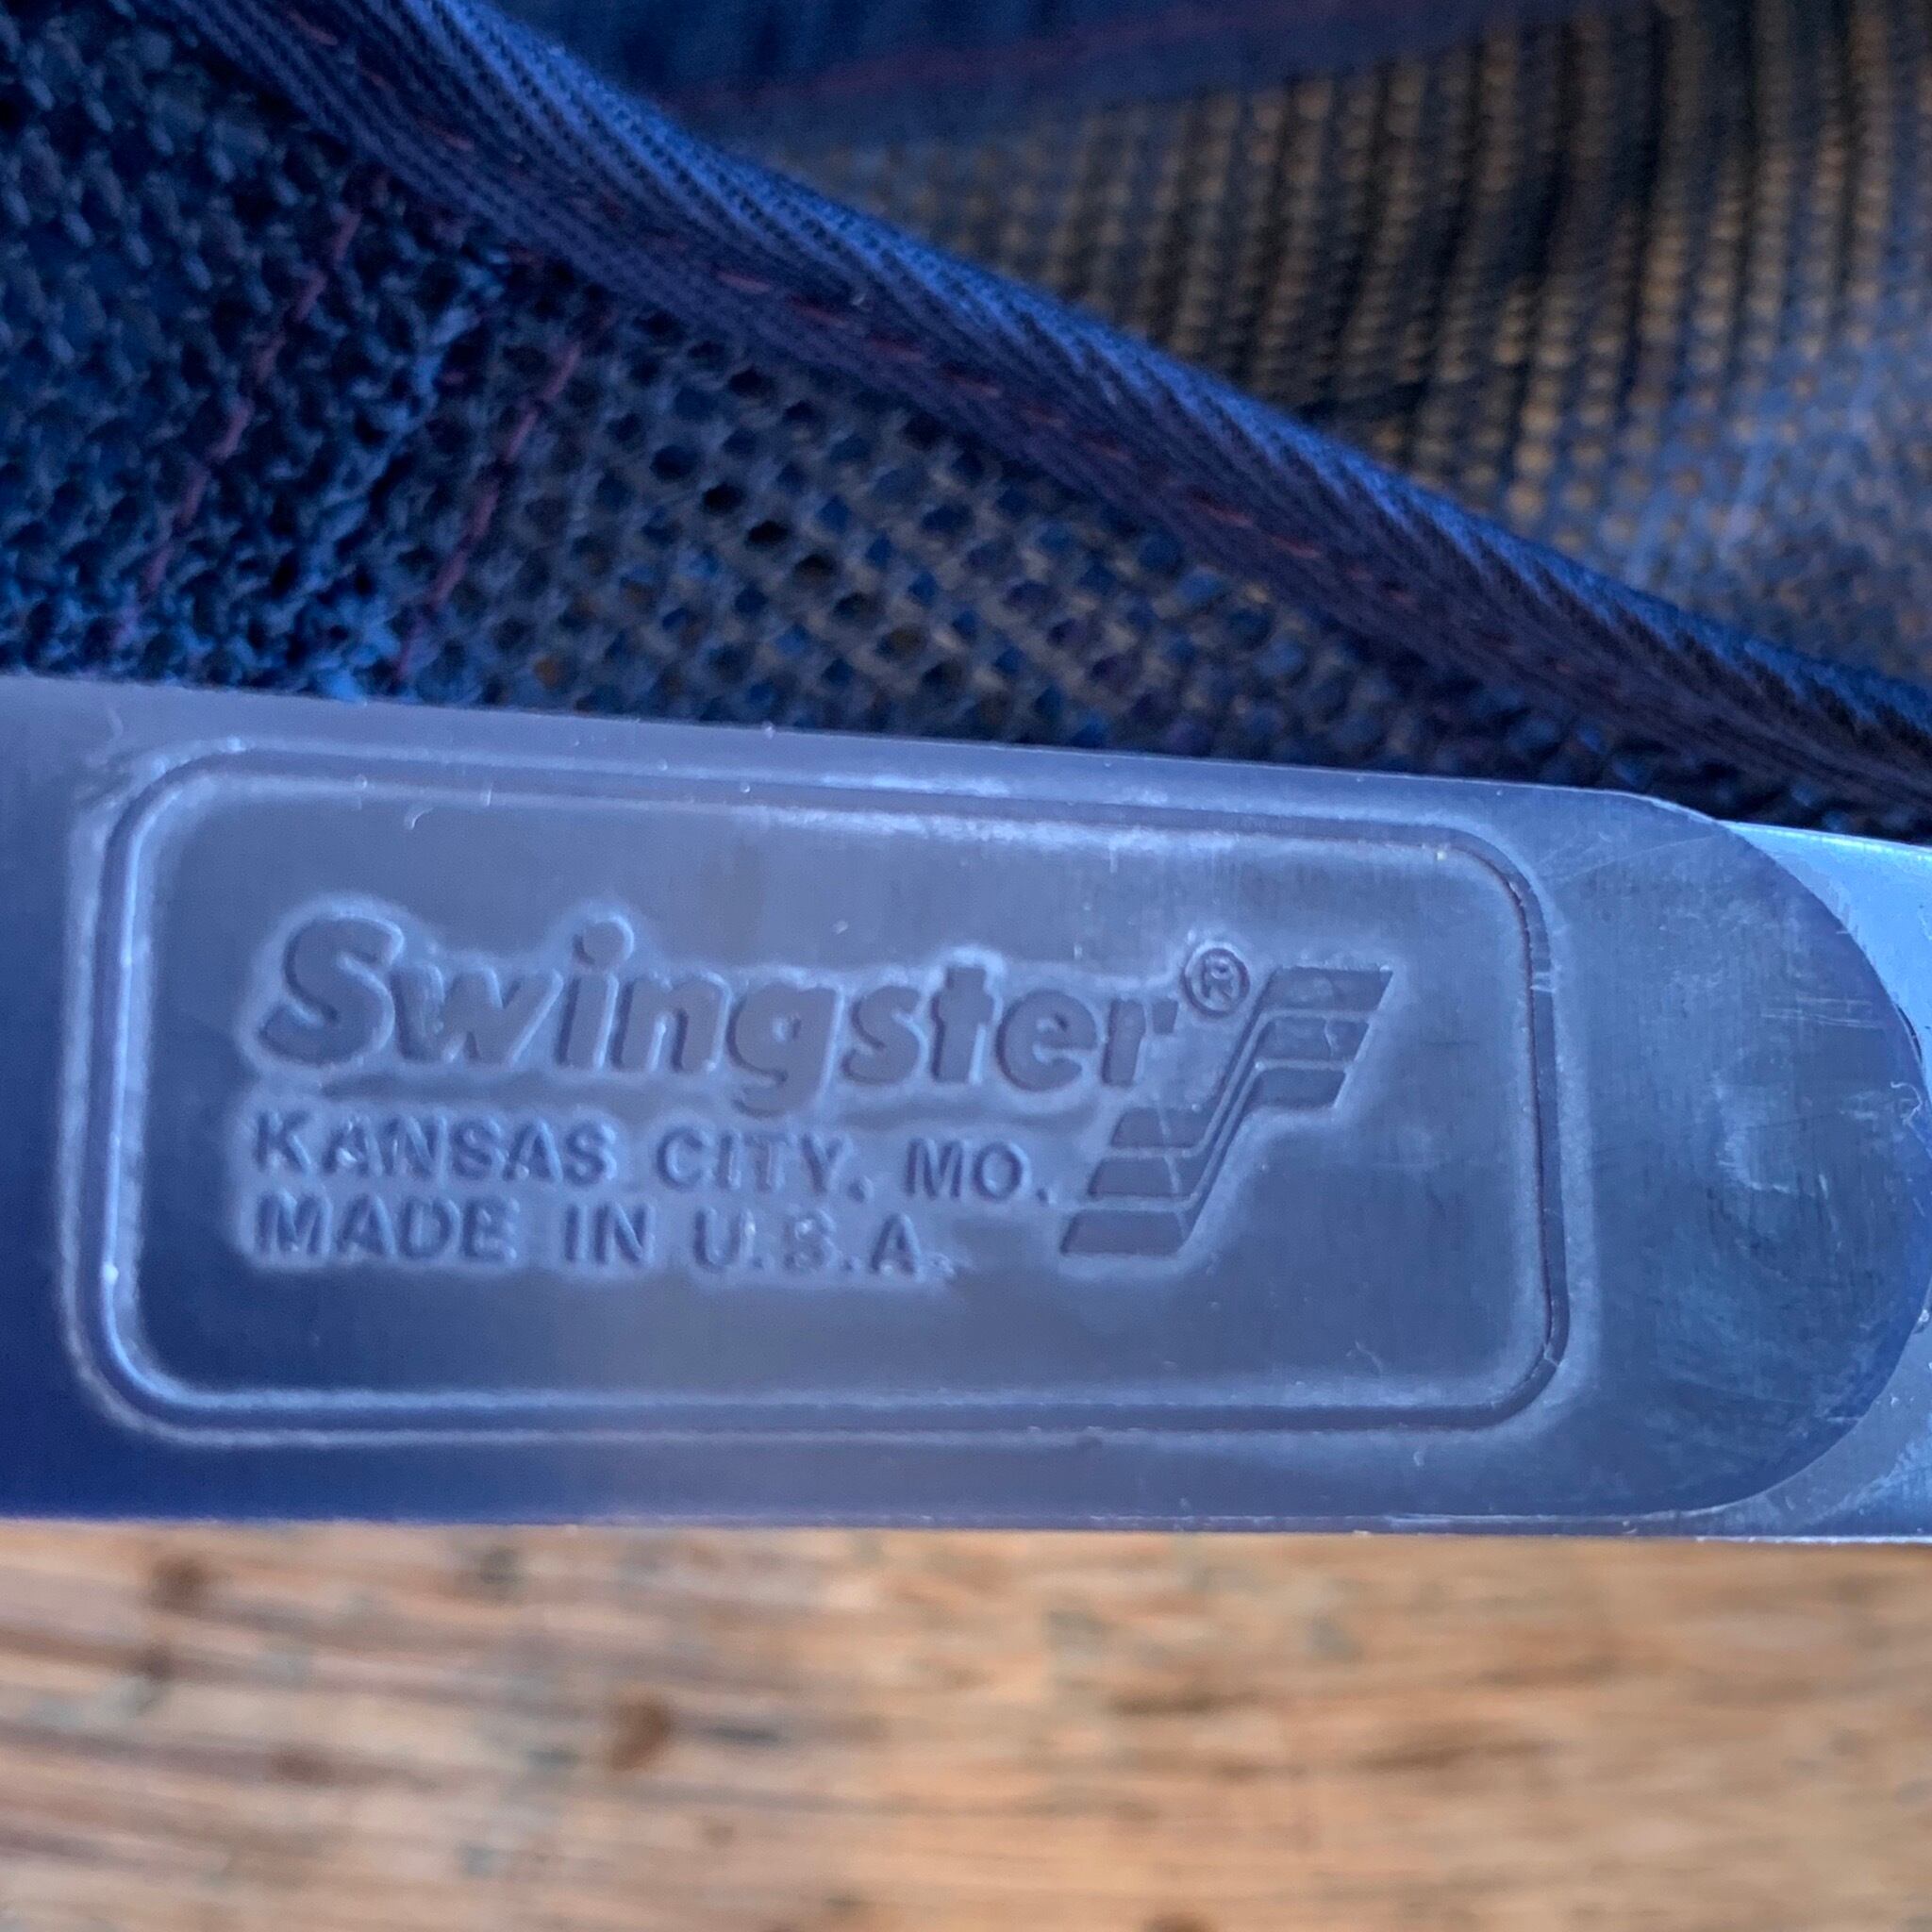 Swingster®
KANSAS CITY, MO.
MADE IN U.S.A.